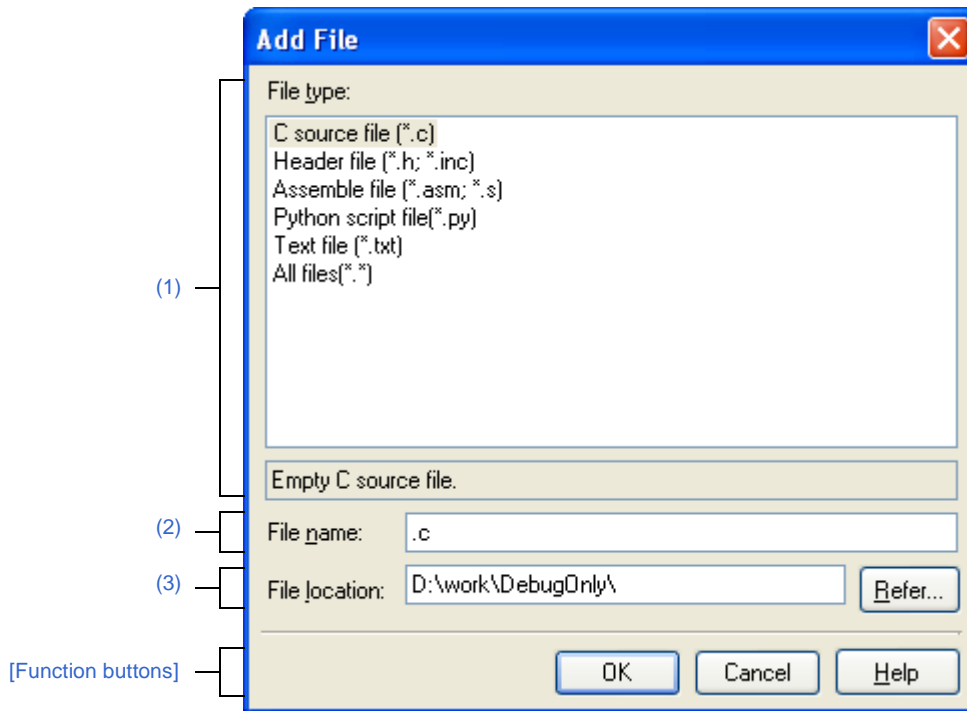 Add File
File type:
C source file (*.c)
Header file (*.h; *.inc)
Assemble file (*.asm; *.s)
Python script file(*.py)
Text file (*.txt)
All files(*.*)
(1)
Empty C source file.
(2)
File name:
.c
(3)
File location:
D:\work\DebugOnly\
Refer...
[Function buttons]
OK
Cancel
Help